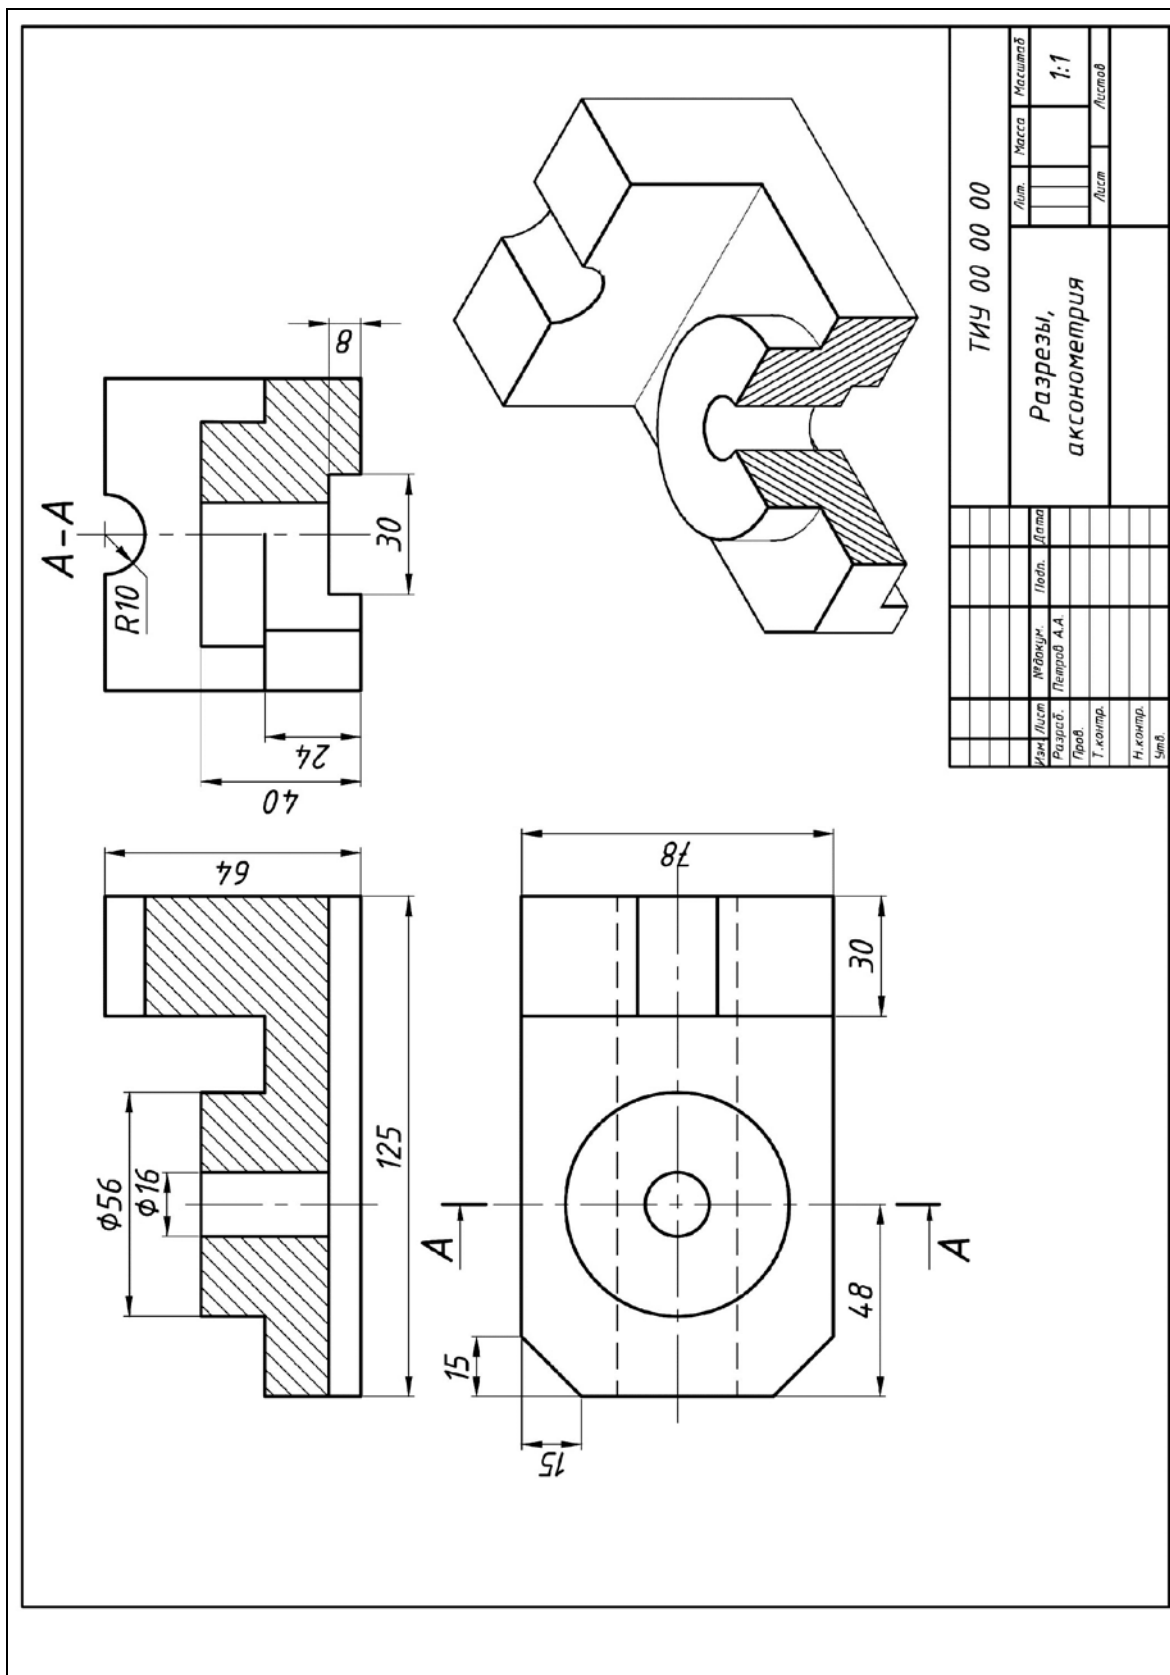 А-А
R10
8
30
24
40
64
ϕ56
ϕ16
125
А
А
15
15
48
78
30
ТИУ 00 00 00
Разрезы,
аксонометрия
Лит.
Масса
Масштаб
1:1
Лист
Листов
Изм.
Лист
№докум.
Подп.
Дата
Разраб.
Петров А.А.
Пров.
Т.контр.
Н.контр.
Утв.